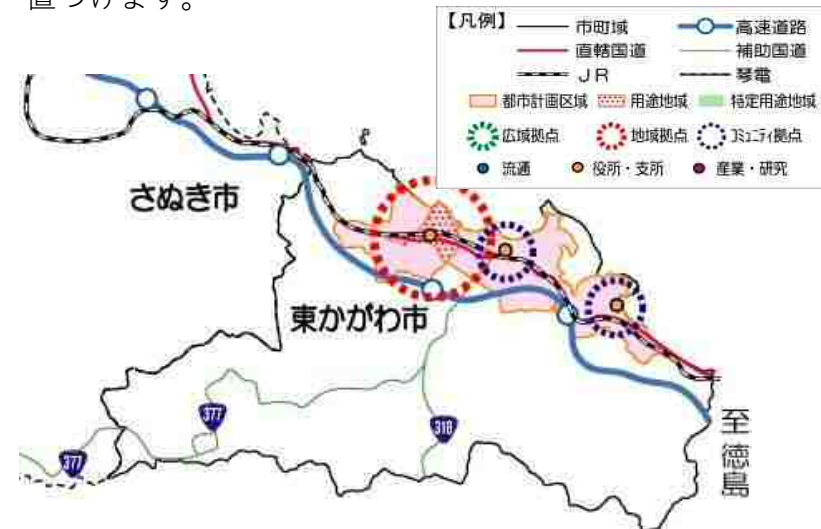 置づけます。
【凡例】 市町域 高速道路
直轄国道 補助国道
ＪＲ 琴電
都市計画区域 用途地域 特定用途地域
広域拠点 地域拠点 コミュニティ拠点
流通 役所・支所 産業・研究
さぬき市
東かがわ市
377
377
318
至徳島